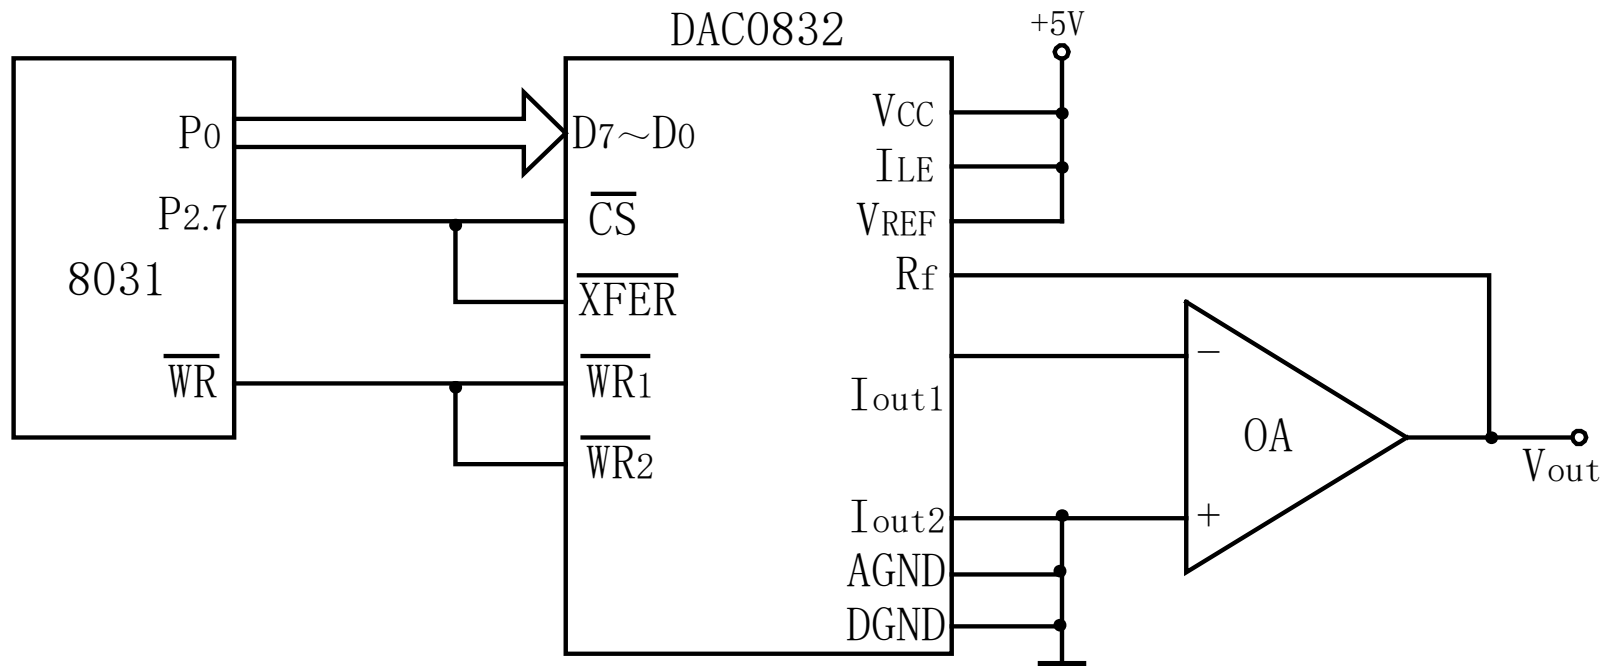 DAC0832
+5V
P0
D7~D0
VCC
ILE
P2.7
CS
VREF
8031
XFER
Rf
WR
WR1
Iout1
−
OA
WR2
Vout
Iout2
+
AGND
DGND